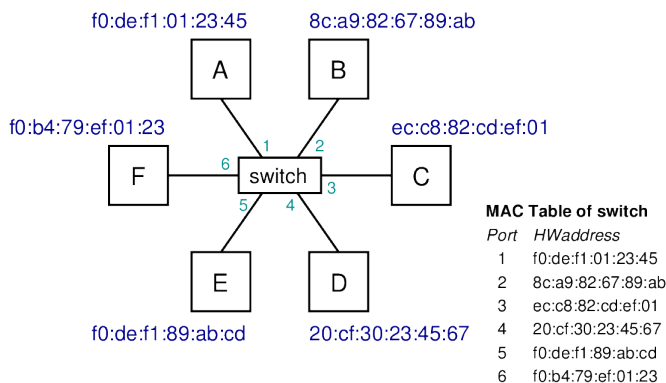 f0:de:f1:01:23:45
8c:a9:82:67:89:ab
A
B
f0:b4:79:ef:01:23
ec:c8:82:cd:ef:01
1
2
F
6
switch
3
C
5
4
E
D
f0:de:f1:89:ab:cd
20:cf:30:23:45:67
MAC Table of switch
Port HWaddress
1 f0:de:f1:01:23:45
2 8c:a9:82:67:89:ab
3 ec:c8:82:cd:ef:01
4 20:cf:30:23:45:67
5 f0:de:f1:89:ab:cd
6 f0:b4:79:ef:01:23